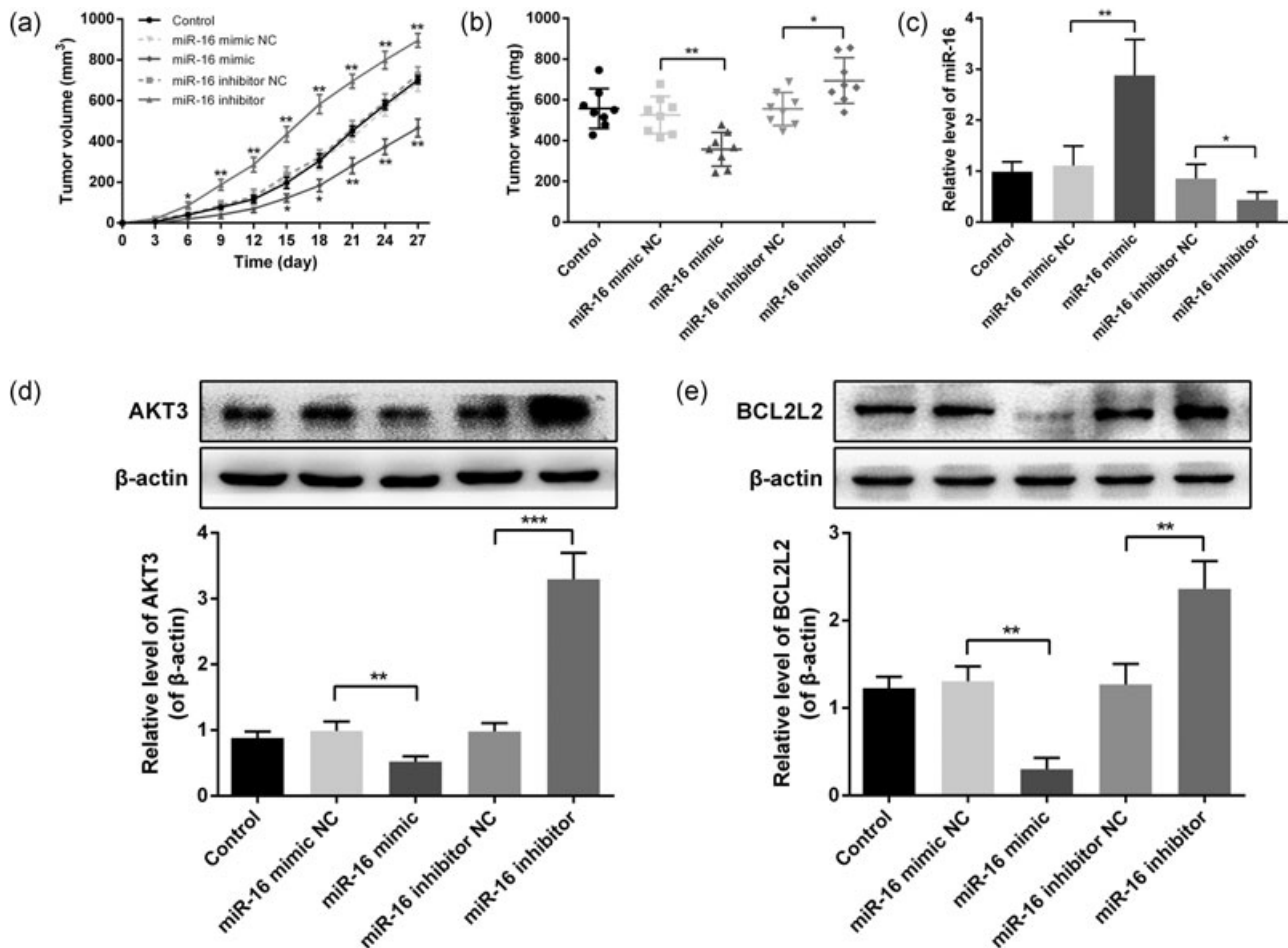 (a)
Tumor volume (mm³)
1000
800
600
400
200
0
Control
miR-16 mimic NC
miR-16 mimic
miR-16 inhibitor NC
miR-16 inhibitor
* ** ** ** ** ** ** **
* * ** ** **
0 3 6 9 12 15 18 21 24 27
Time (day)
(b)
Tumor weight (mg)
1000
800
600
400
200
0
**
*
Control
miR-16 mimic NC
miR-16 mimic
miR-16 inhibitor NC
miR-16 inhibitor
(c)
Relative level of miR-16
4
3
2
1
0
**
*
Control
miR-16 mimic NC
miR-16 mimic
miR-16 inhibitor NC
miR-16 inhibitor
(d)
AKT3
β-actin
Relative level of AKT3
(of β-actin)
4
3
2
1
0
**
***
Control
miR-16 mimic NC
miR-16 mimic
miR-16 inhibitor NC
miR-16 inhibitor
(e)
BCL2L2
β-actin
Relative level of BCL2L2
(of β-actin)
3
2
1
0
**
**
Control
miR-16 mimic NC
miR-16 mimic
miR-16 inhibitor NC
miR-16 inhibitor